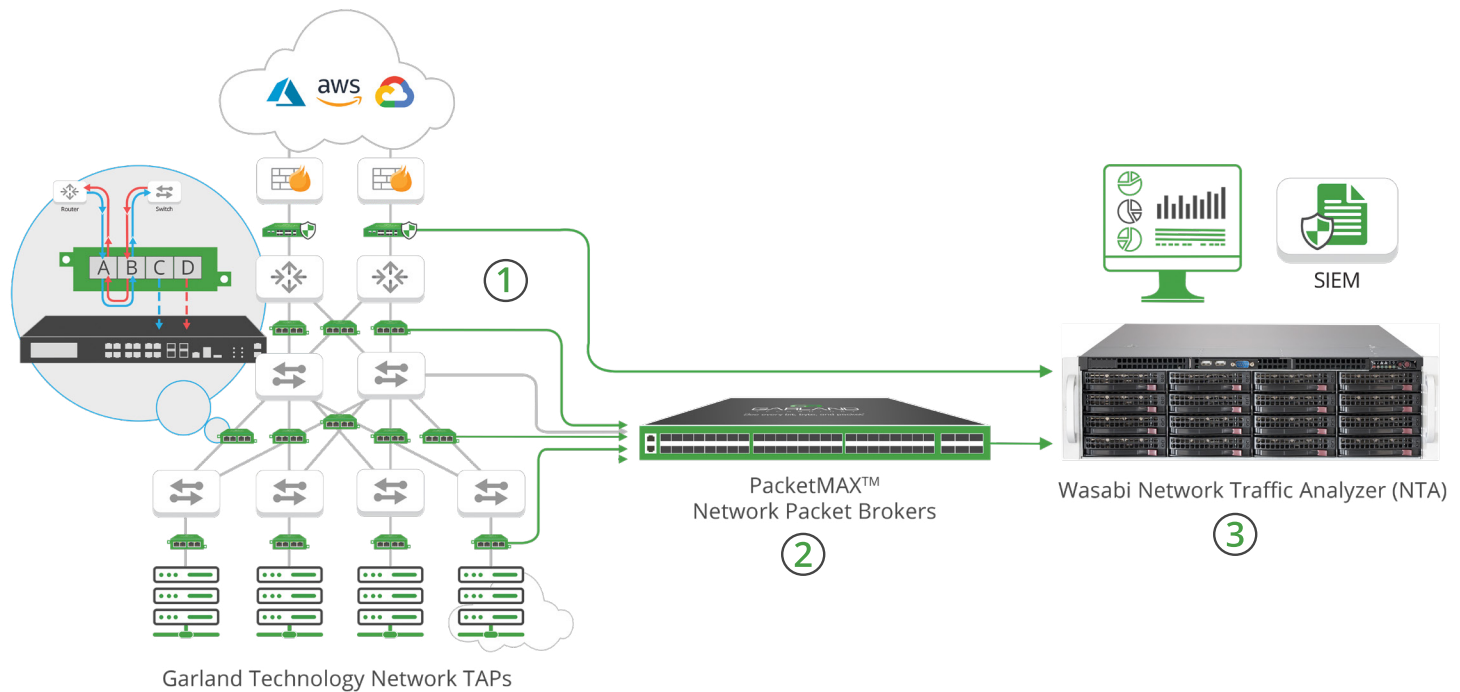 aws
Router
Switch
A B C D
1
SIEM
GARLAND
PacketMAX™
Network Packet Brokers
2
Wasabi Network Traffic Analyzer (NTA)
3
Garland Technology Network TAPs